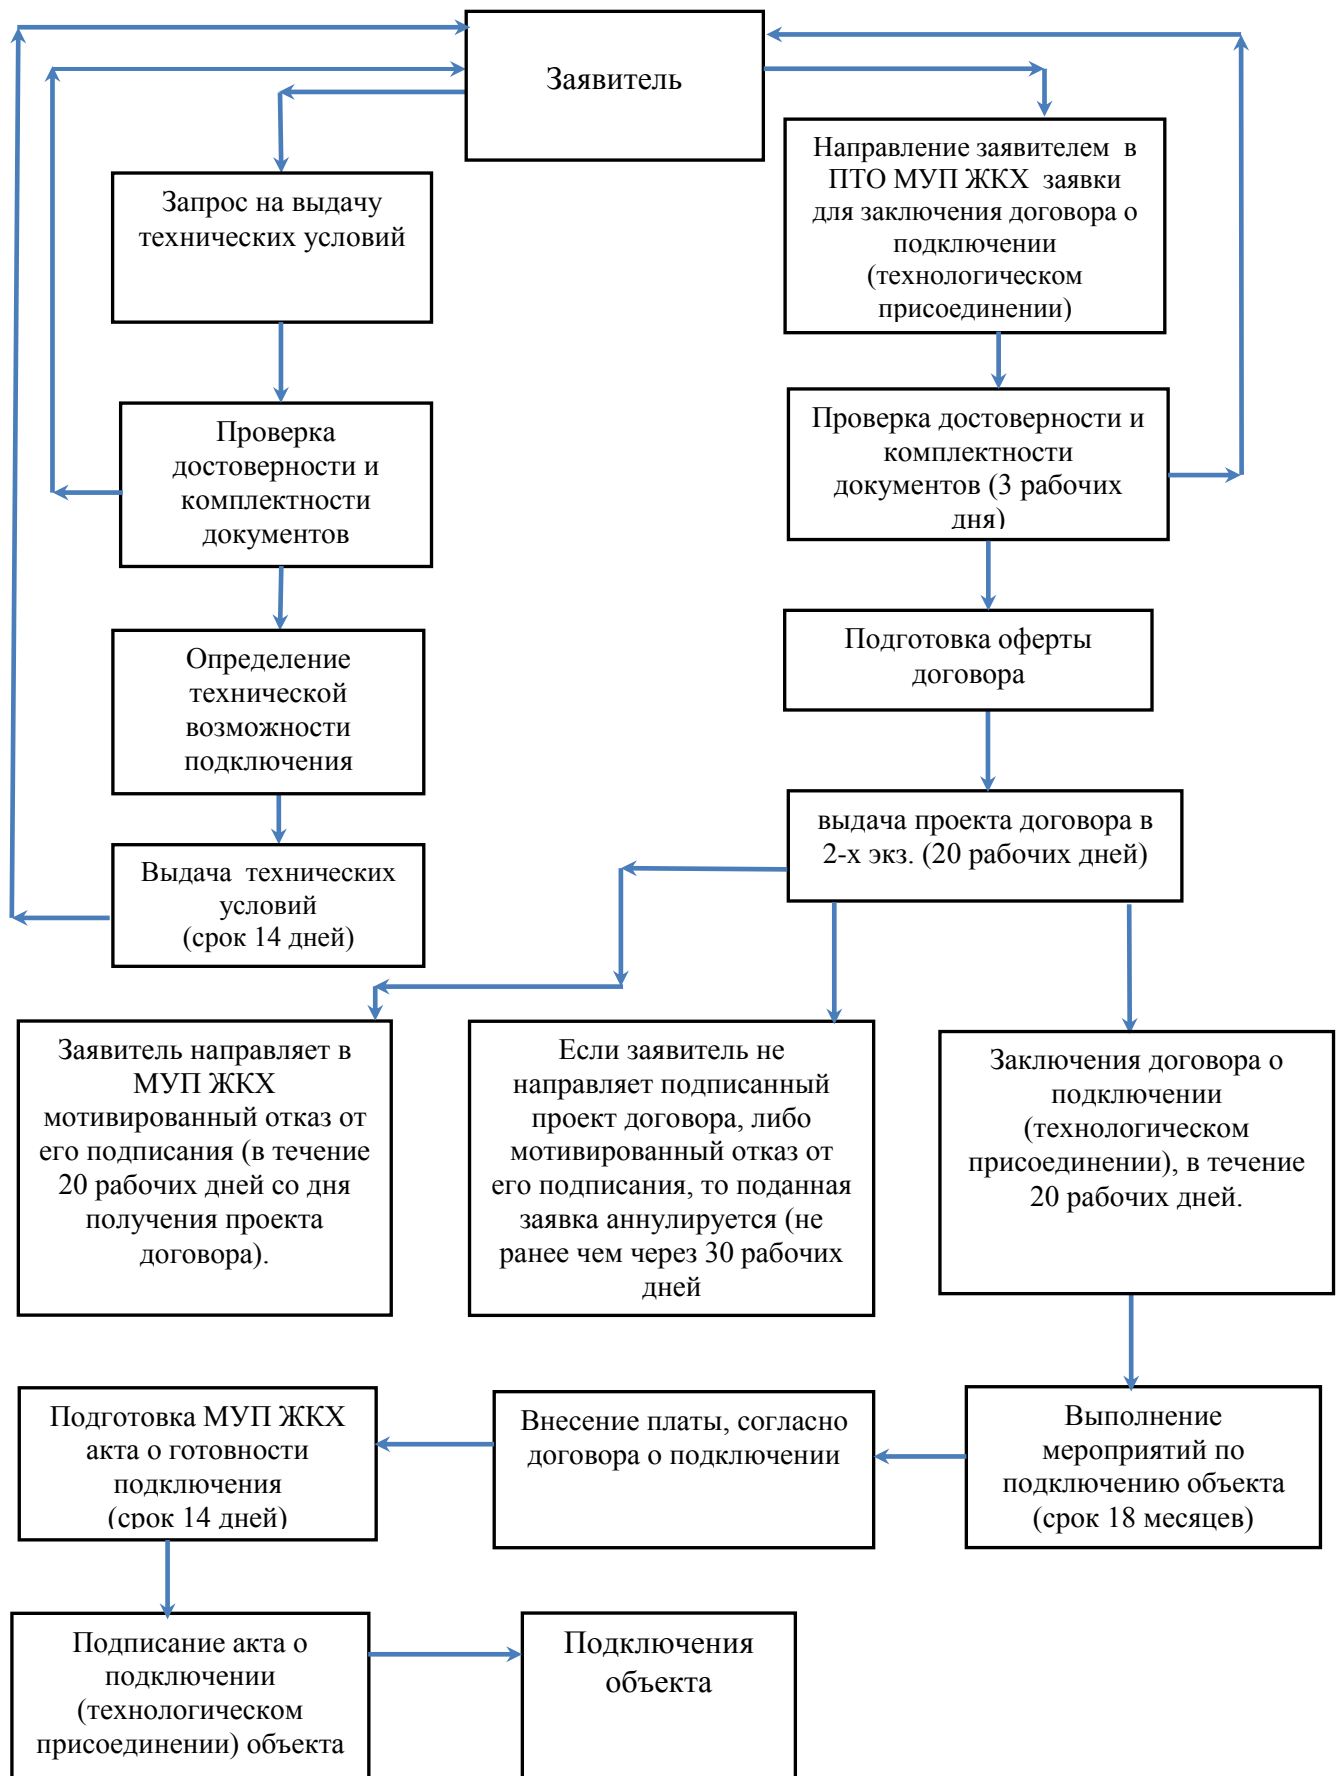 Заявитель
Направление заявителем в
ПТО МУП ЖКХ заявки
для заключения договора о
подключении
(технологическом
присоединении)
Запрос на выдачу
технических условий
Проверка
достоверности и
комплектности
документов
Проверка достоверности и
комплектности
документов (3 рабочих
дня)
Определение
технической
возможности
подключения
Подготовка оферты
договора
выдача проекта договора в
2-х экз. (20 рабочих дней)
Выдача технических
условий
(срок 14 дней)
Заявитель направляет в
МУП ЖКХ
мотивированный отказ от
его подписания (в течение
20 рабочих дней со дня
получения проекта
договора).
Если заявитель не
направляет подписанный
проект договора, либо
мотивированный отказ от
его подписания, то поданная
заявка аннулируется (не
ранее чем через 30 рабочих
дней
Заключения договора о
подключении
(технологическом
присоединении), в течение
20 рабочих дней.
Подготовка МУП ЖКХ
акта о готовности
подключения
(срок 14 дней)
Внесение платы, согласно
договора о подключении
Выполнение
мероприятий по
подключению объекта
(срок 18 месяцев)
Подписание акта о
подключении
(технологическом
присоединении) объекта
Подключения
объекта